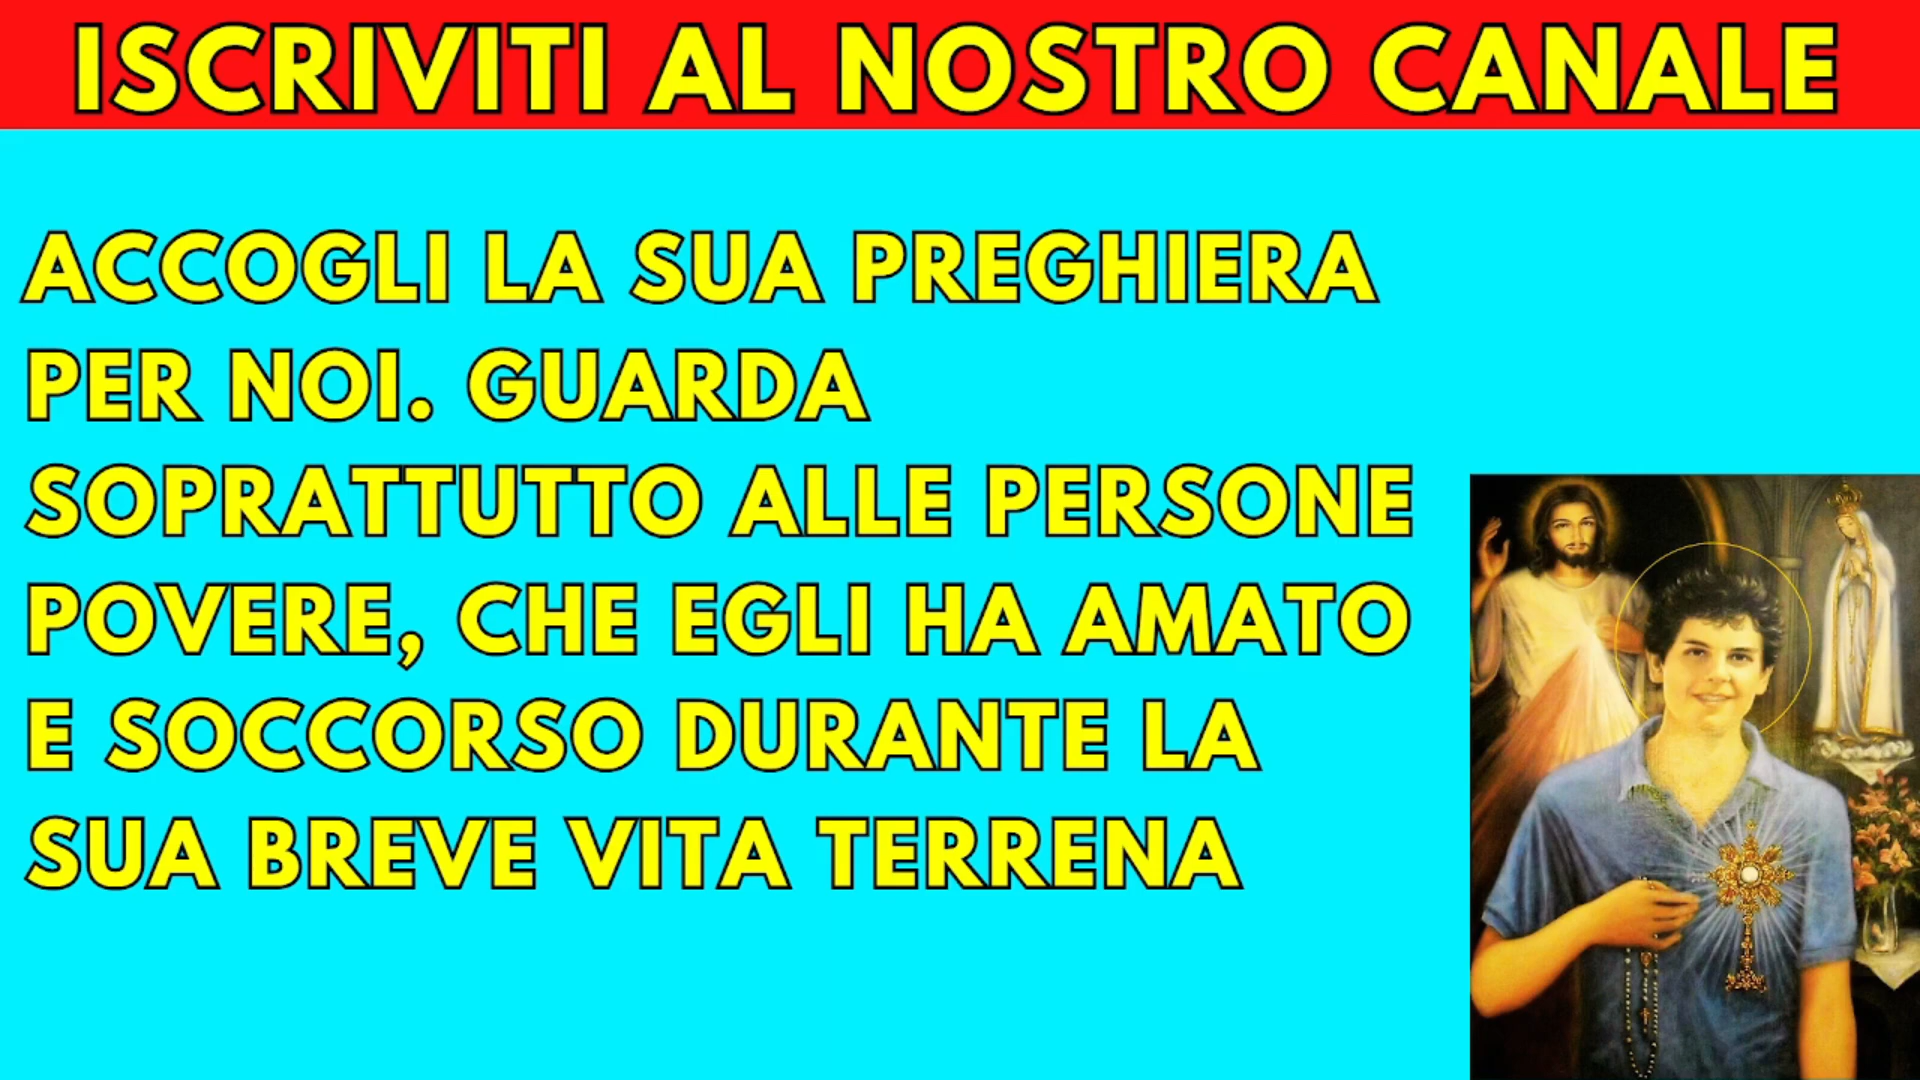 ISCRIVITI AL NOSTRO CANALE
ACCOGLI LA SUA PREGHIERA
PER NOI. GUARDA
SOPRATTUTTO ALLE PERSONE
POVERE, CHE EGLI HA AMATO
E SOCCORSO DURANTE LA
SUA BREVE VITA TERRENA